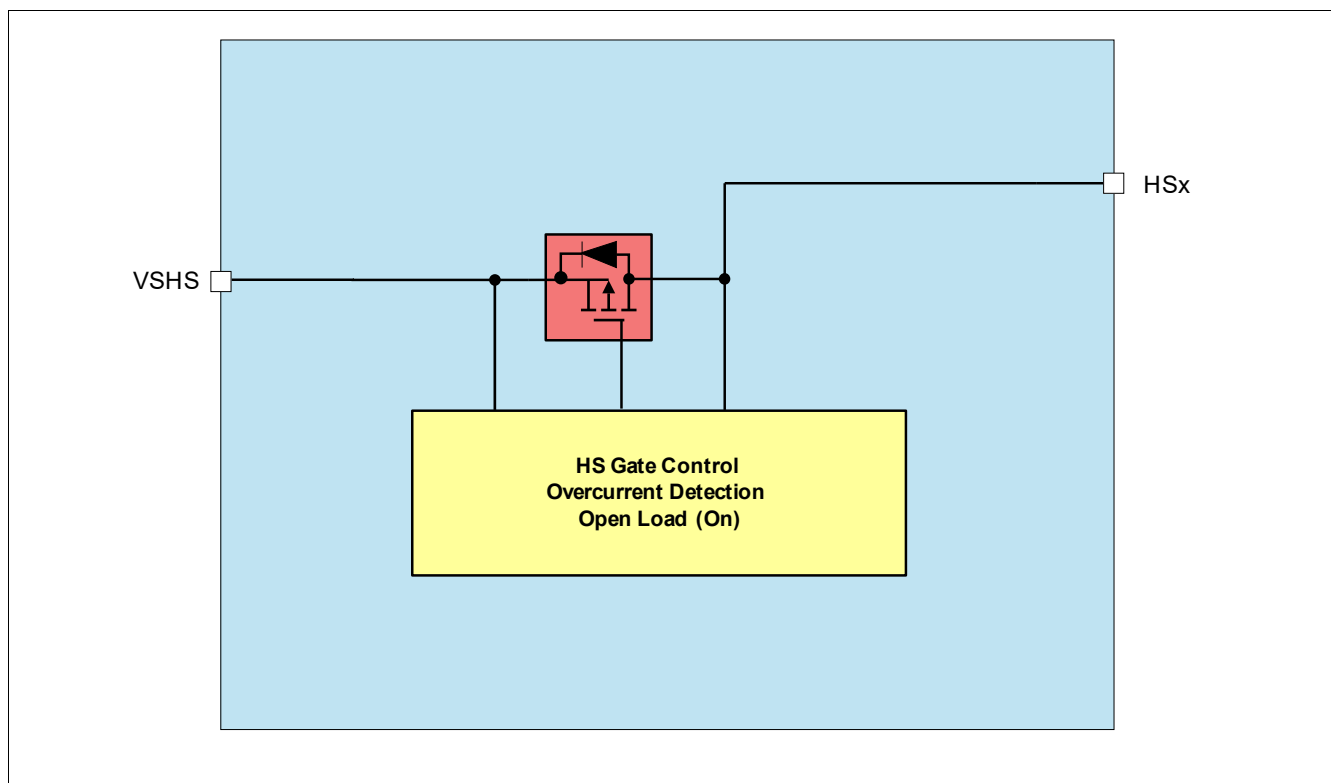 HSx
VSHS
HS Gate Control
Overcurrent Detection
Open Load (On)